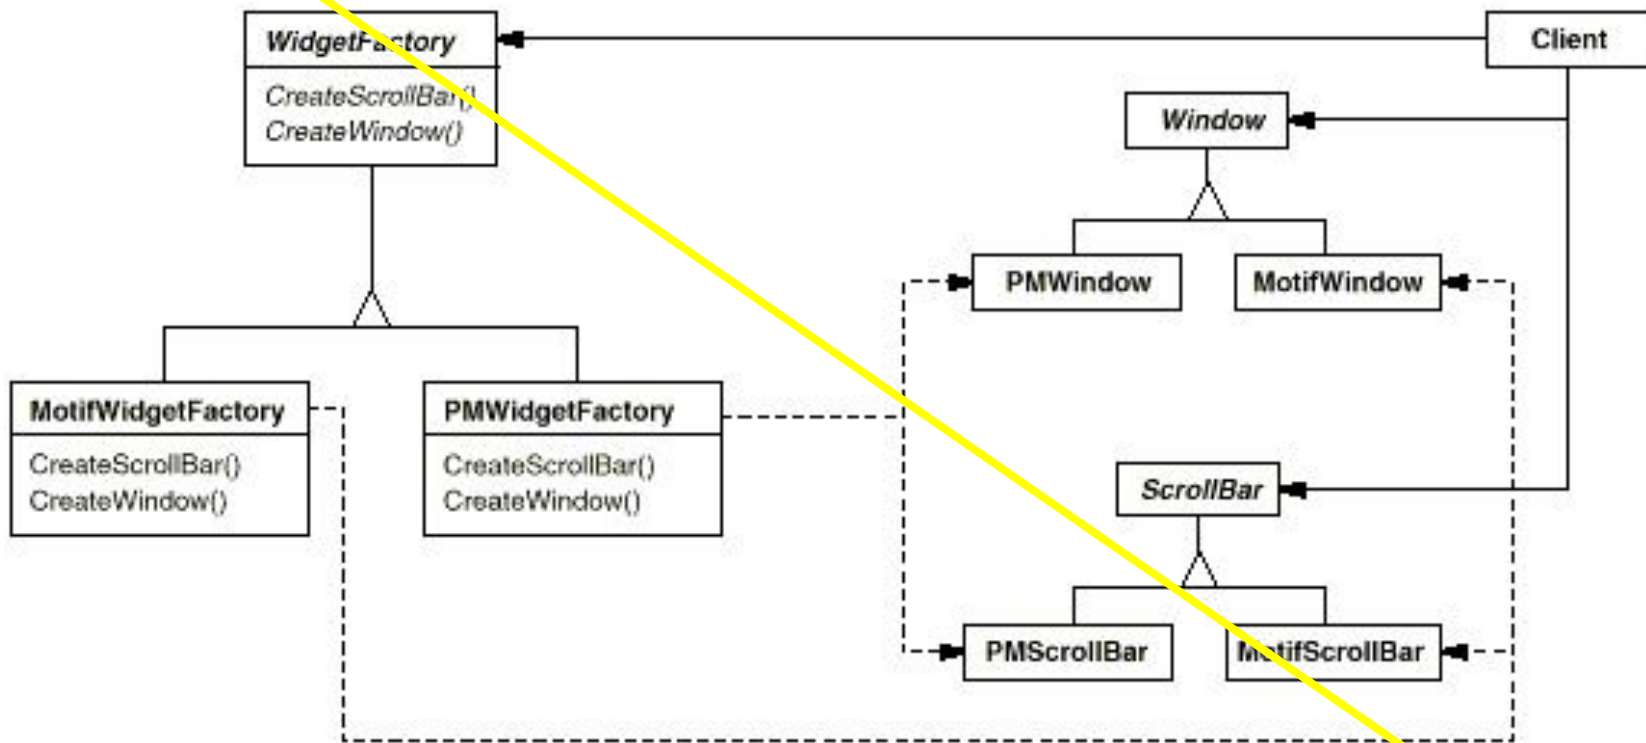 WidgetFactory
CreateScrollBar()
CreateWindow()
Client
Window
PMWindow
MotifWindow
MotifWidgetFactory
CreateScrollBar()
CreateWindow()
PMWidgetFactory
CreateScrollBar()
CreateWindow()
ScrollBar
PMScrollBar
MotifScrollBar